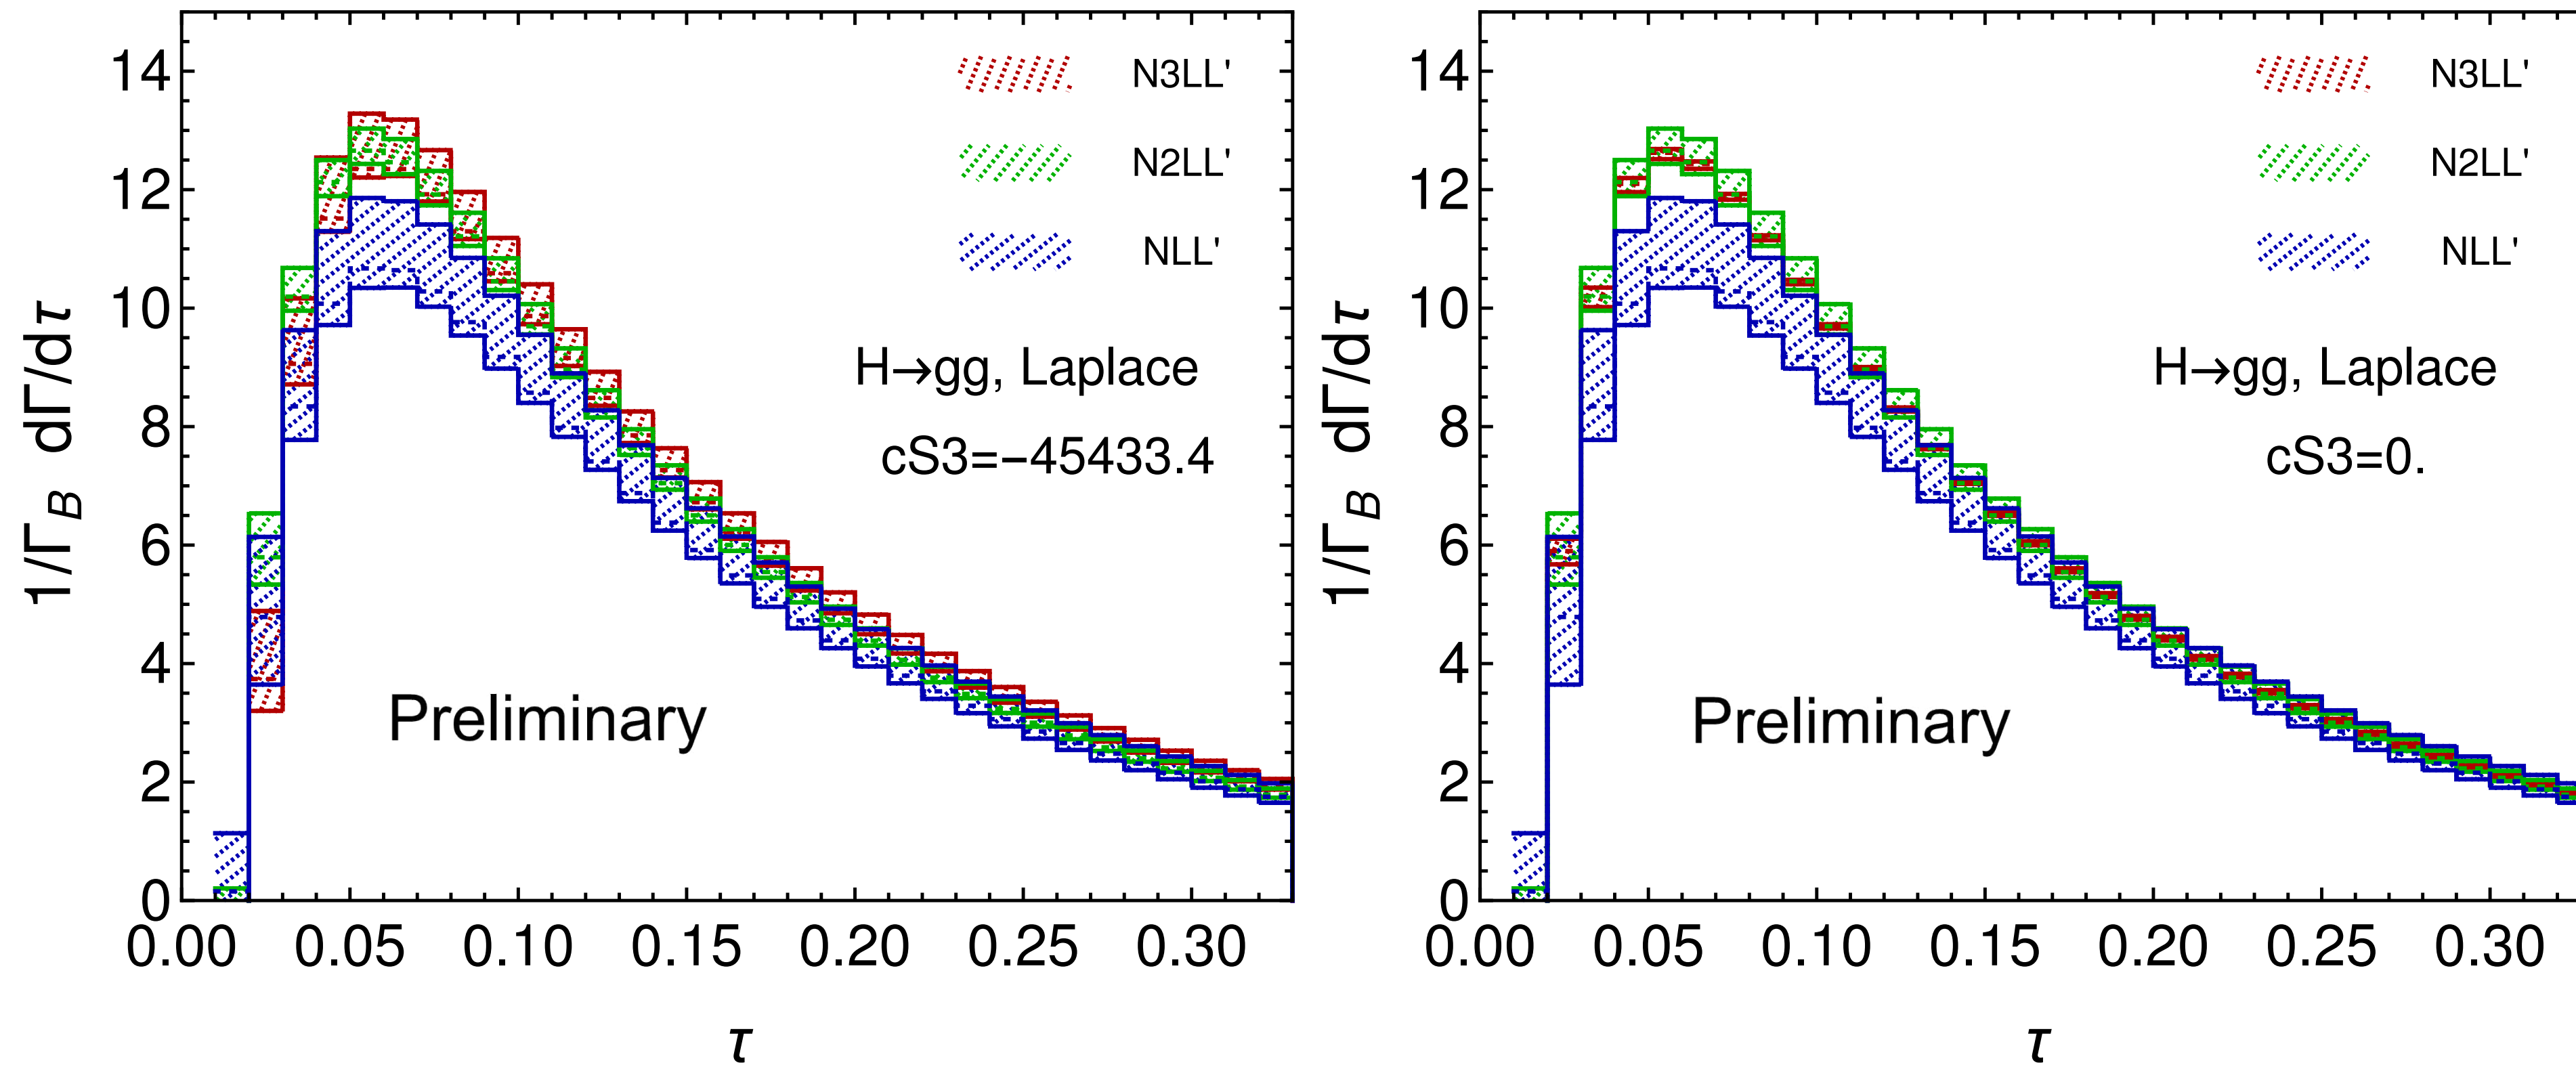 14
12
10
8
6
4
2
0
0.00 0.05 0.10 0.15 0.20 0.25 0.30
1/Γ_B dΓ/dτ
τ
N3LL'
N2LL'
NLL'
H→gg, Laplace
cS3=−45433.4
Preliminary
14
12
10
8
6
4
2
0
0.00 0.05 0.10 0.15 0.20 0.25 0.30
1/Γ_B dΓ/dτ
τ
N3LL'
N2LL'
NLL'
H→gg, Laplace
cS3=0.
Preliminary